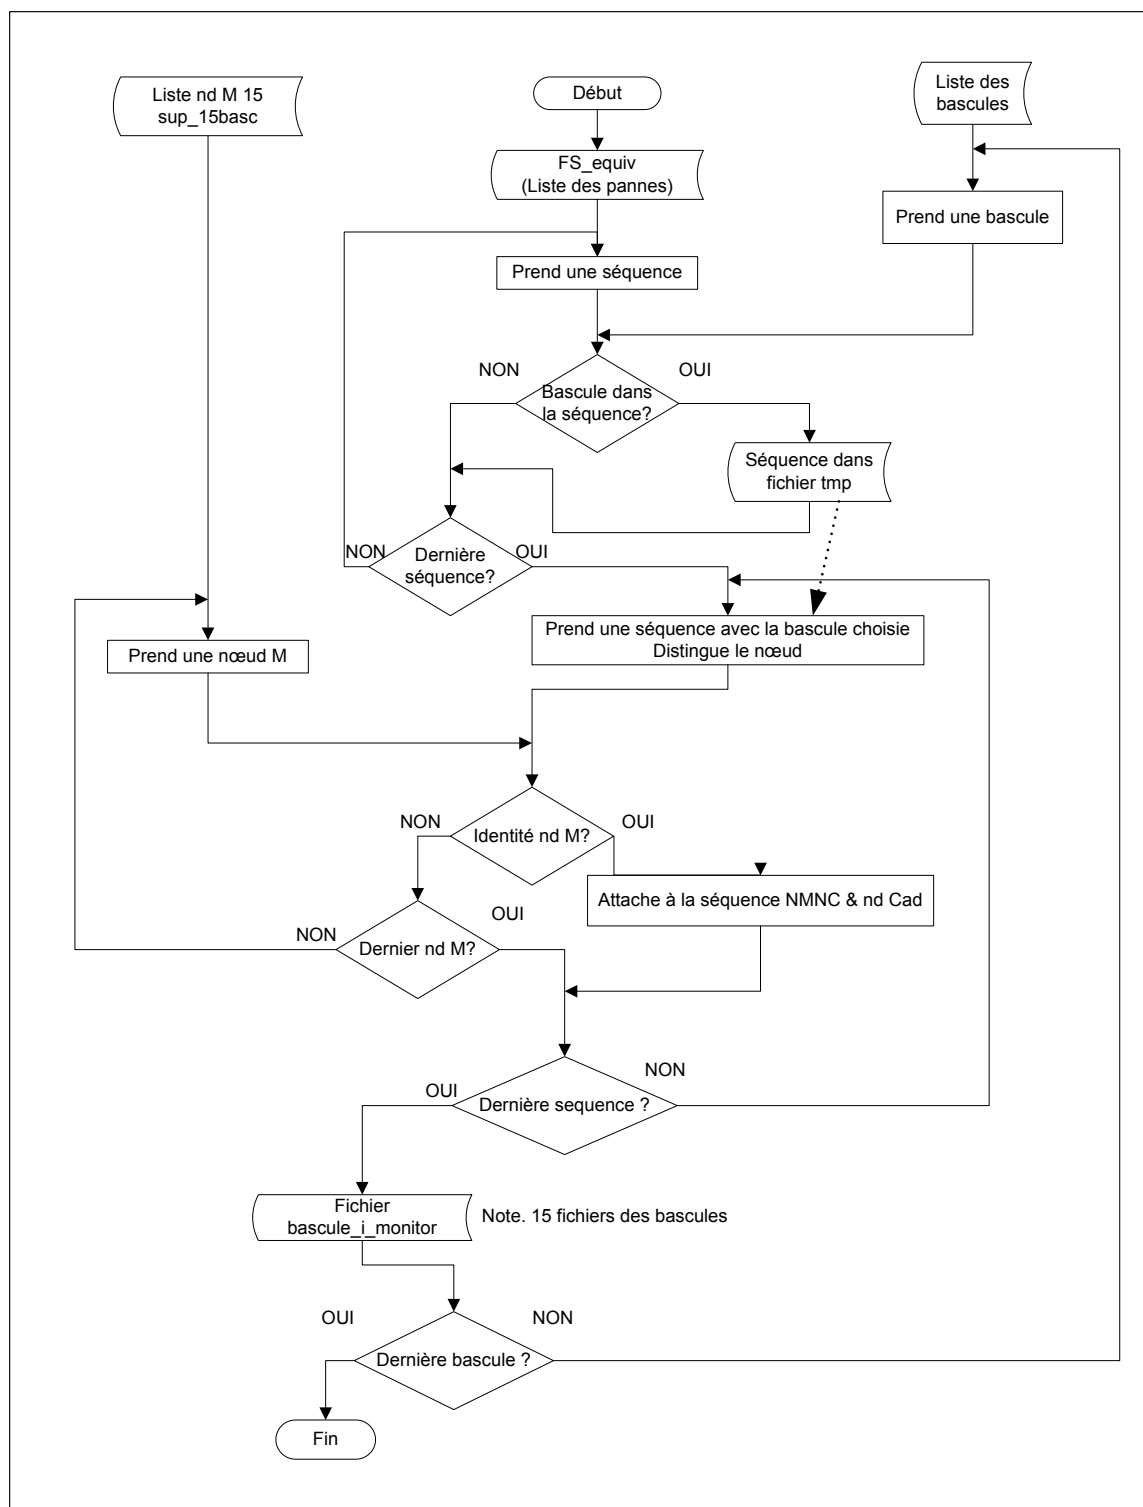 Liste nd M 15
sup_15basc
Début
Liste des
bascules
FS_equiv
(Liste des pannes)
Prend une bascule
Prend une séquence
NON
OUI
Bascule dans
la séquence?
Séquence dans
fichier tmp
NON
OUI
Dernière
séquence?
Prend une séquence avec la bascule choisie
Distingue le nœud
Prend une nœud M
NON
OUI
Identité nd M?
Attache à la séquence NMNC & nd Cad
OUI
NON
Dernier nd M?
NON
OUI
Dernière sequence ?
Fichier
bascule_i_monitor
Note. 15 fichiers des bascules
OUI
NON
Dernière bascule ?
Fin